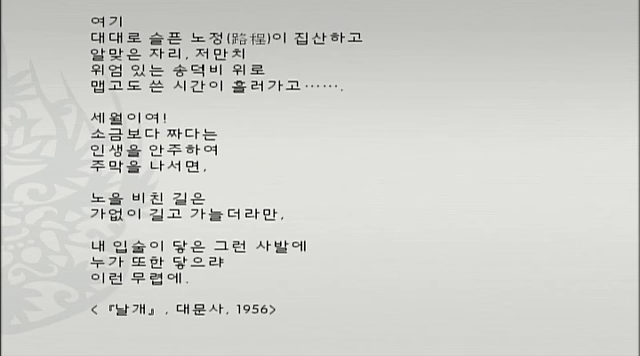 여기
대대로 슬픈 노정(路程)이 집산하고
알맞은 자리, 저만치
위엄 있는 송덕비 위로
맵고도 쓴 시간이 흘러가고…….
세월이여!
소금보다 짜다는
인생을 안주하여
주막을 나서면,
노을 비친 길은
가없이 길고 가늘더라만,
내 입술이 닿은 그런 사발에
누가 또한 닿으랴
이런 무렵에.
<『날개』, 대문사, 1956>